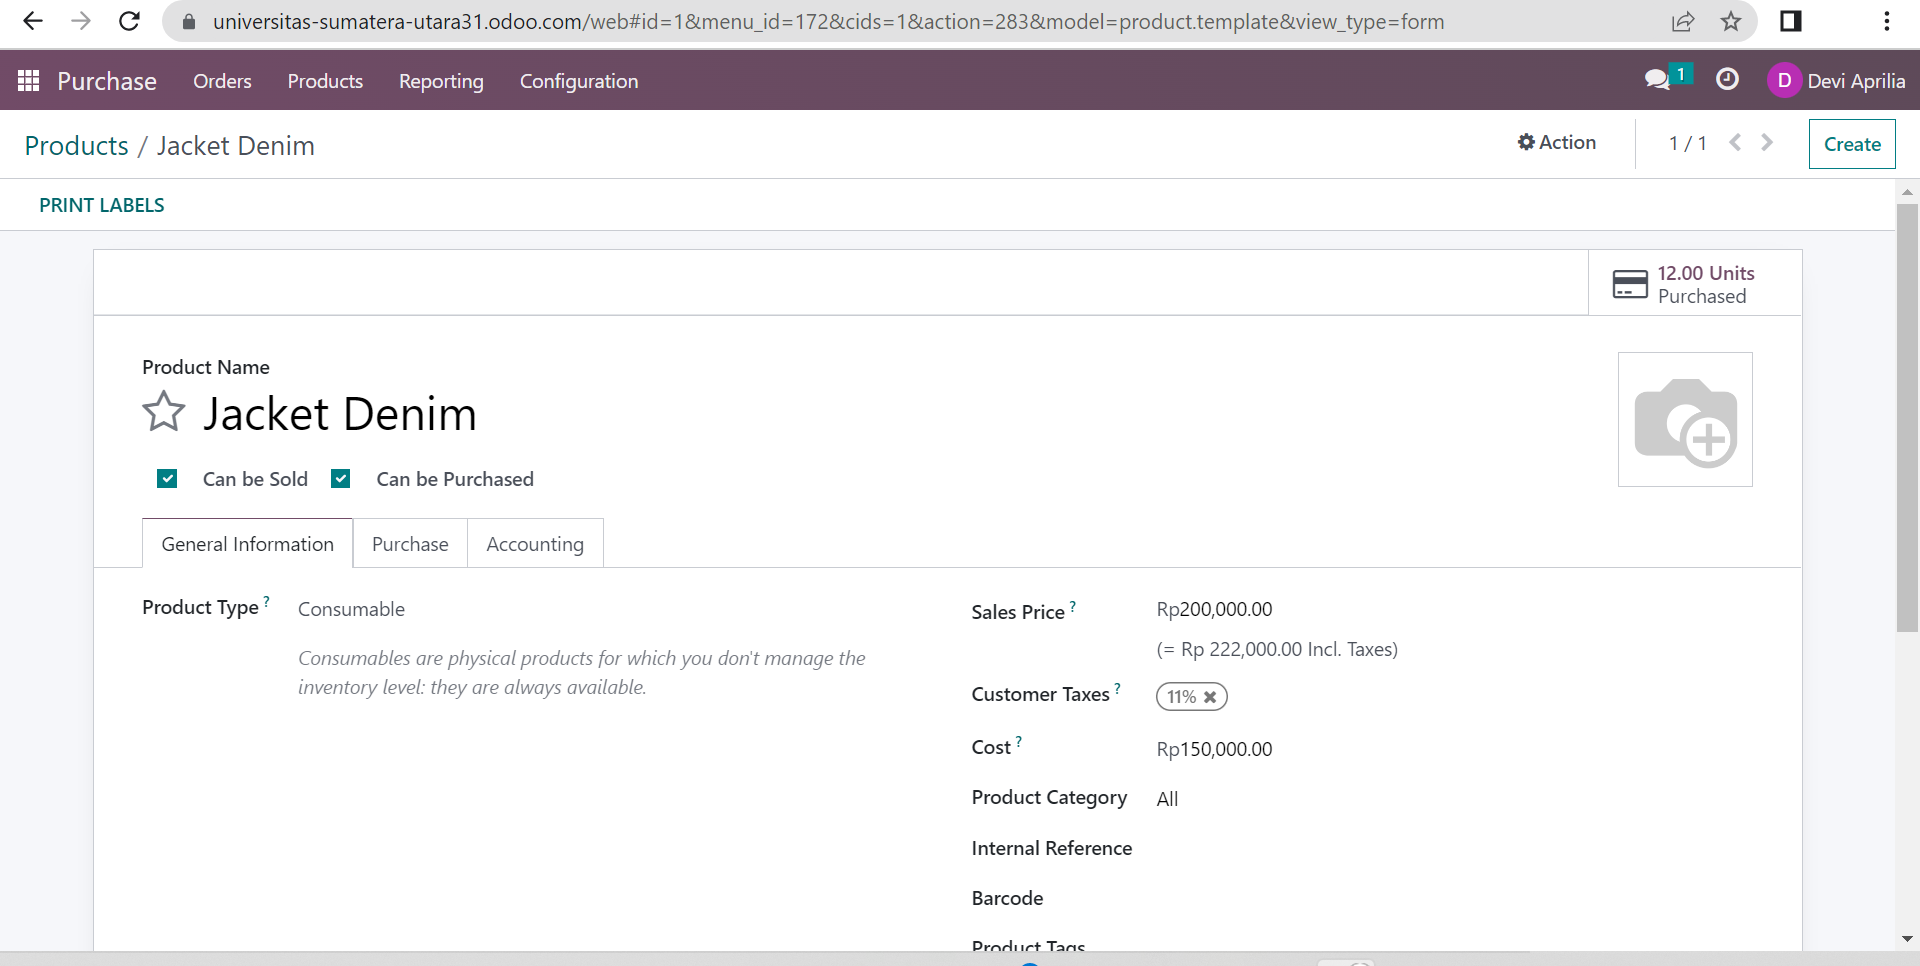 universitas-sumatera-utara31.odoo.com/web#id=1&menu_id=172&cids=1&action=283&model=product.template&view_type=form
Purchase Orders Products Reporting Configuration 1 D Devi Aprilia
Products / Jacket Denim Action 1 / 1 Create
PRINT LABELS
12.00 Units
Purchased
Product Name
Jacket Denim
Can be Sold Can be Purchased
General Information Purchase Accounting
Product Type ? Consumable
Consumables are physical products for which you don't manage the
inventory level: they are always available.
Sales Price ? Rp200,000.00
(= Rp 222,000.00 Incl. Taxes)
Customer Taxes ? 11%
Cost ? Rp150,000.00
Product Category All
Internal Reference
Barcode
Product Tags